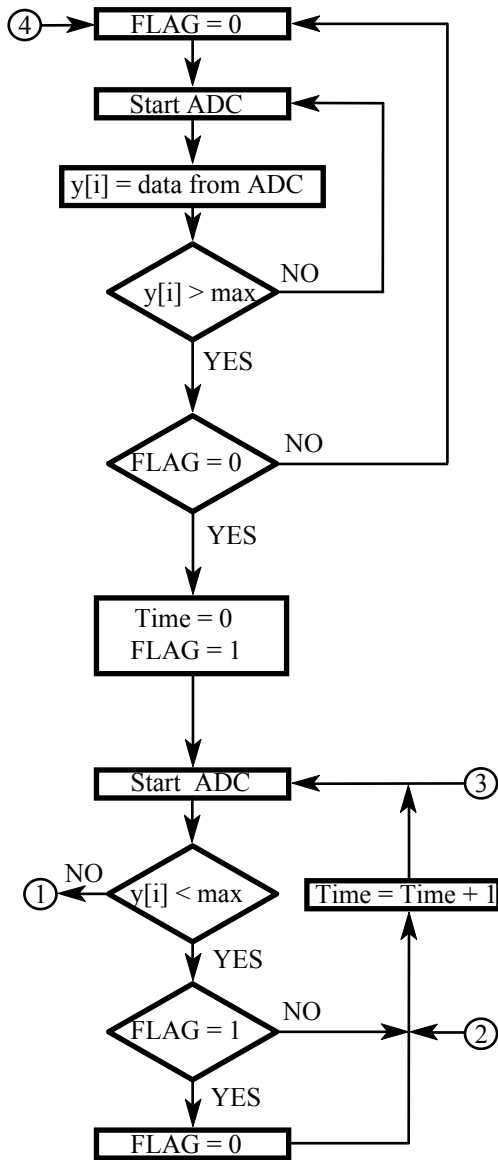 4
FLAG = 0
Start ADC
y[i] = data from ADC
NO
y[i] > max
YES
NO
FLAG = 0
YES
Time = 0
FLAG = 1
Start ADC
3
NO
1
y[i] < max
Time = Time + 1
YES
FLAG = 1
NO
2
YES
FLAG = 0